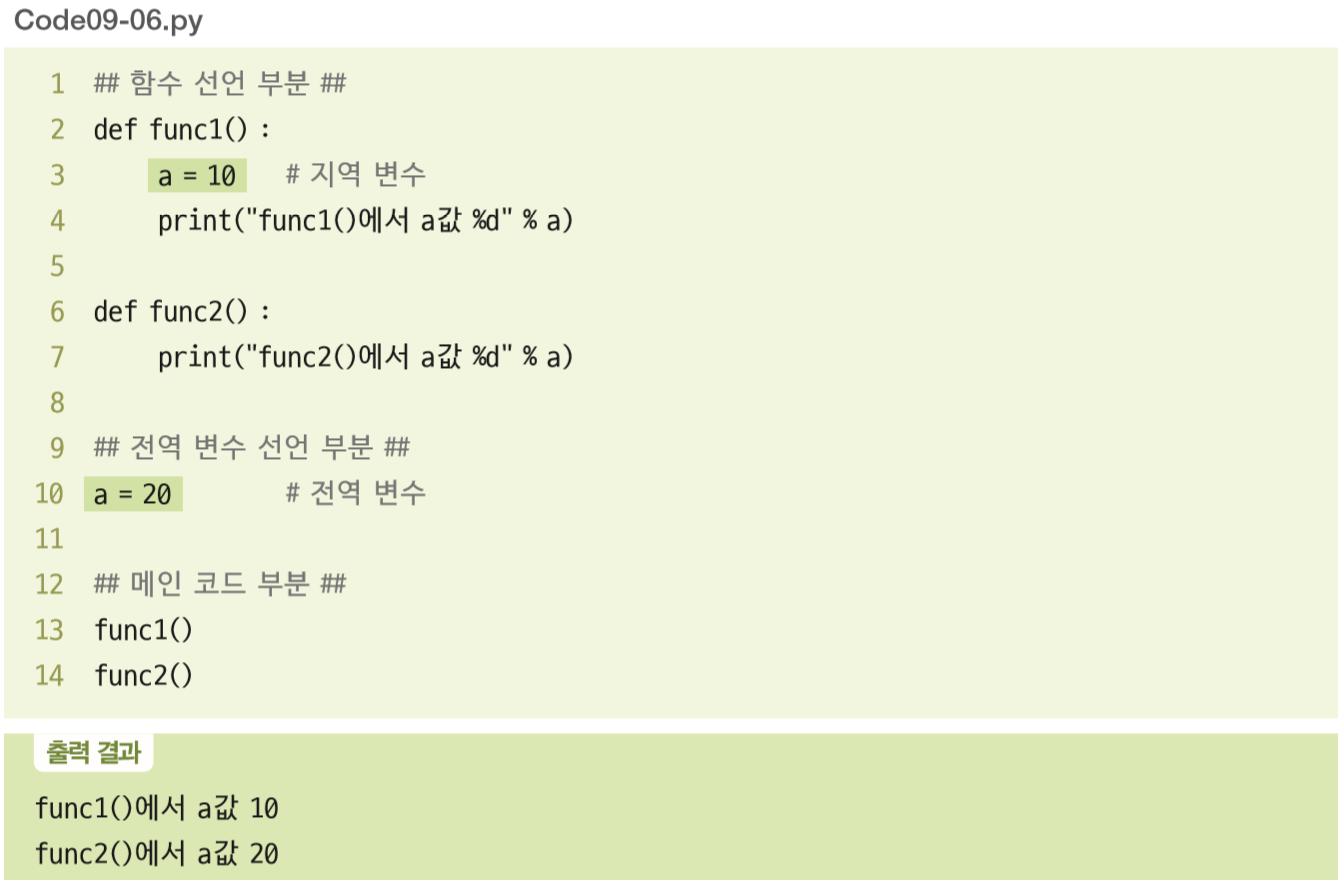 Code09-06.py
1 ## 함수 선언 부분 ##
2 def func1() :
3 a = 10 # 지역 변수
4 print("func1()에서 a값 %d" % a)
5
6 def func2() :
7 print("func2()에서 a값 %d" % a)
8
9 ## 전역 변수 선언 부분 ##
10 a = 20 # 전역 변수
11
12 ## 메인 코드 부분 ##
13 func1()
14 func2()
출력 결과
func1()에서 a값 10
func2()에서 a값 20